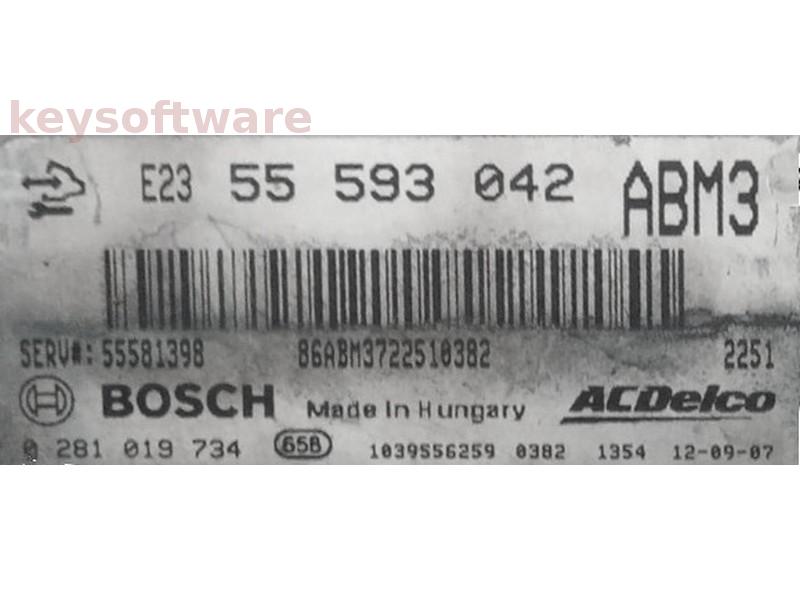 keysoftware
E23 55 593 042 ABM3
SERV#: 55581398 86ABM3722510382 2251
BOSCH Made in Hungary ACDelco
0 281 019 734 658 1039S56259 0382 1354 12-09-07